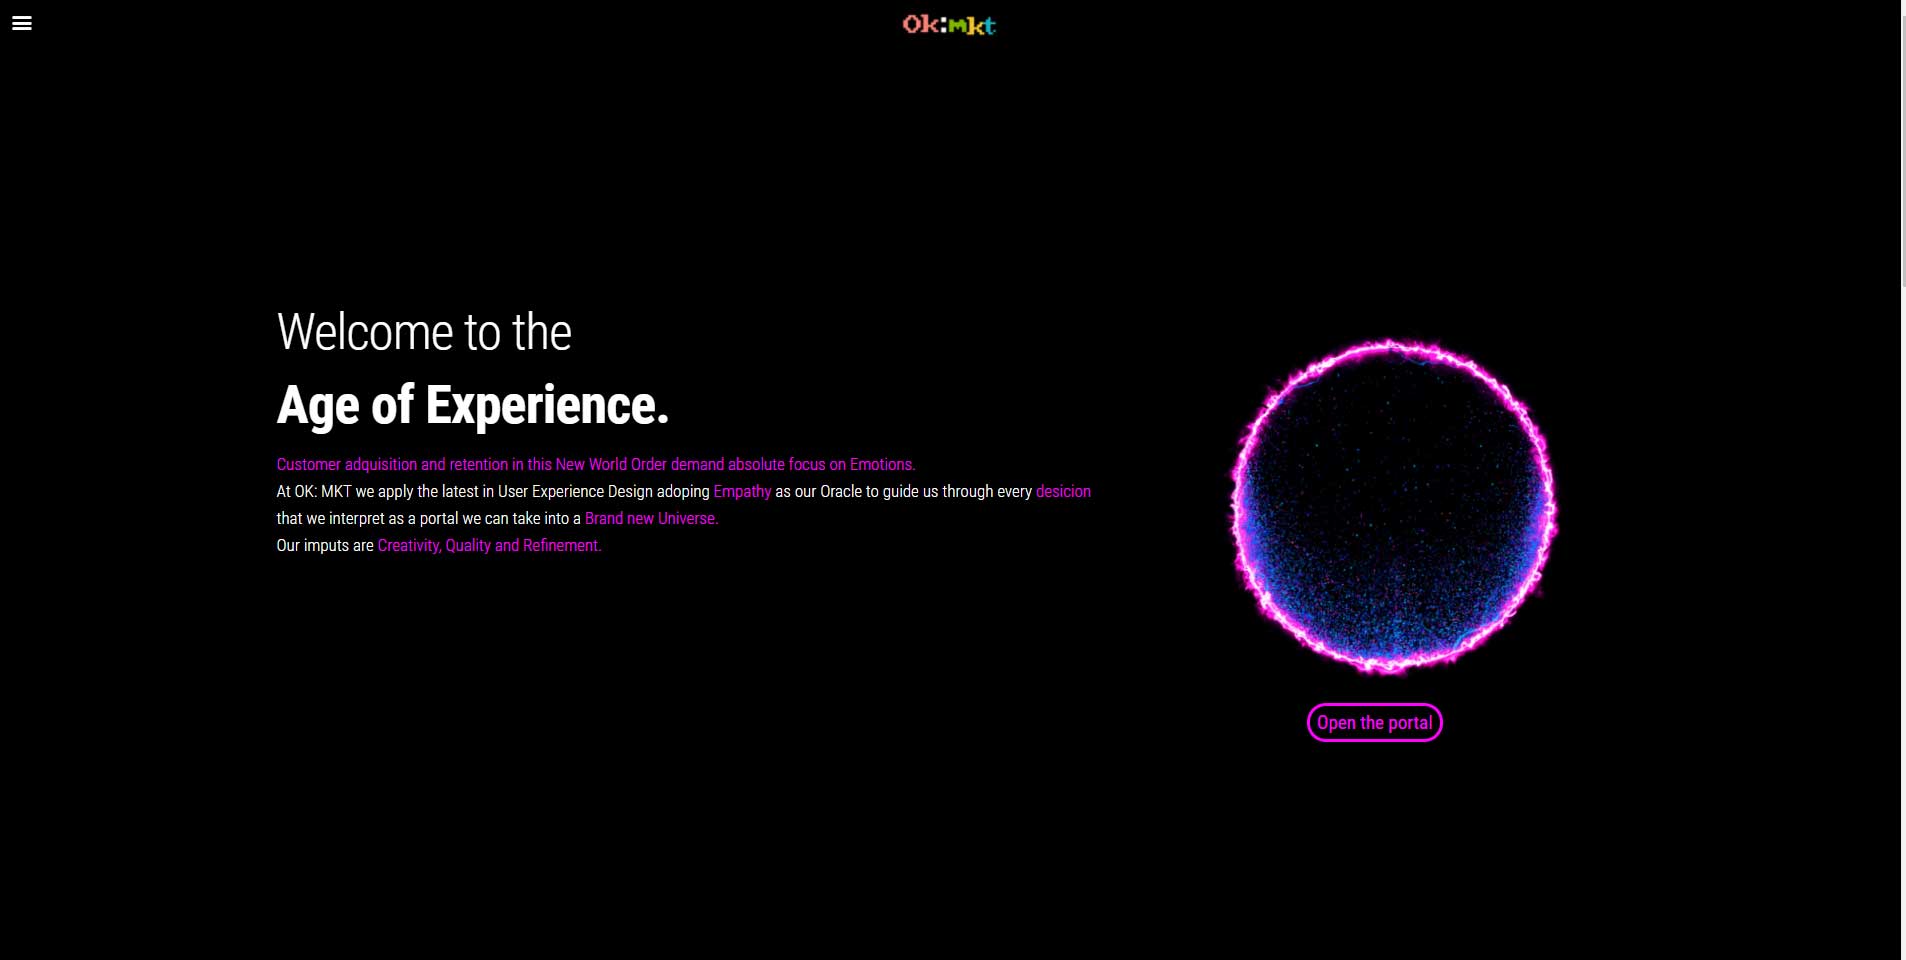 Ok:mkt
Welcome to the
Age of Experience.
Customer adquisition and retention in this New World Order demand absolute focus on Emotions.
At OK: MKT we apply the latest in User Experience Design adoping Empathy as our Oracle to guide us through every desicion
that we interpret as a portal we can take into a Brand new Universe.
Our imputs are Creativity, Quality and Refinement.
Open the portal